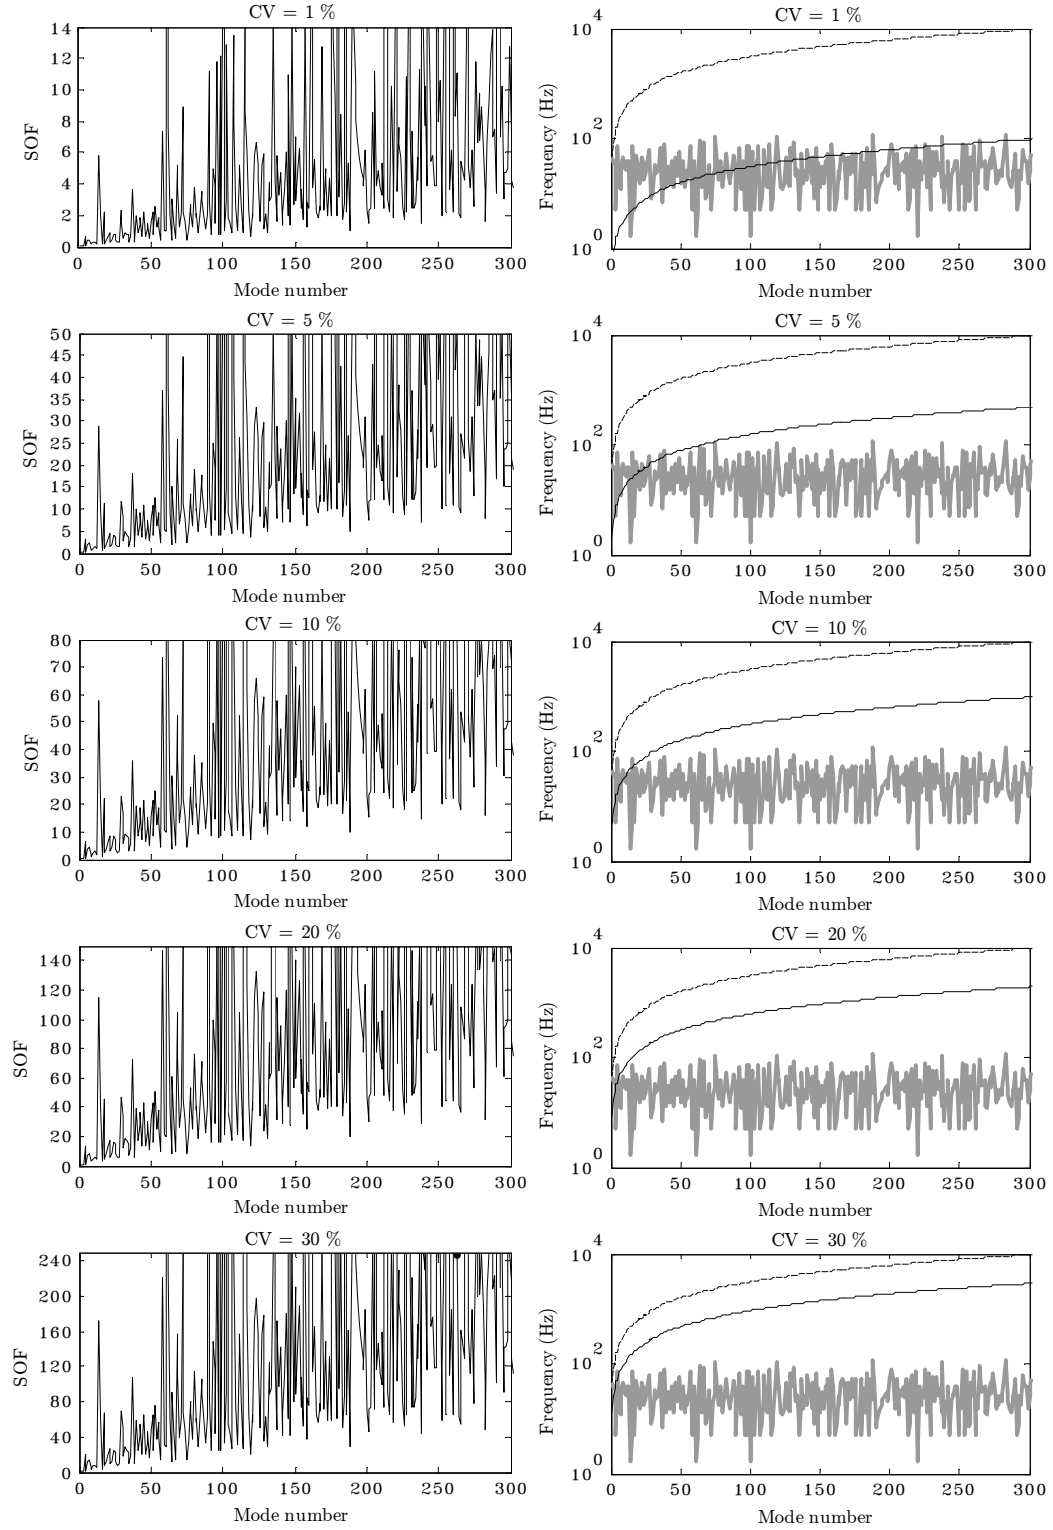 CV = 1 %
SOF
14
12
10
8
6
4
2
0
0 50 100 150 200 250 300
Mode number
CV = 1 %
Frequency (Hz)
10 4
10 2
10 0
0 50 100 150 200 250 300
Mode number
CV = 5 %
SOF
50
45
40
35
30
25
20
15
10
5
0
0 50 100 150 200 250 300
Mode number
CV = 5 %
Frequency (Hz)
10 4
10 2
10 0
0 50 100 150 200 250 300
Mode number
CV = 10 %
SOF
80
70
60
50
40
30
20
10
0
0 50 100 150 200 250 300
Mode number
CV = 10 %
Frequency (Hz)
10 4
10 2
10 0
0 50 100 150 200 250 300
Mode number
CV = 20 %
SOF
140
120
100
80
60
40
20
0
0 50 100 150 200 250 300
Mode number
CV = 20 %
Frequency (Hz)
10 4
10 2
10 0
0 50 100 150 200 250 300
Mode number
CV = 30 %
SOF
240
200
160
120
80
40
0
0 50 100 150 200 250 300
Mode number
CV = 30 %
Frequency (Hz)
10 4
10 2
10 0
0 50 100 150 200 250 300
Mode number